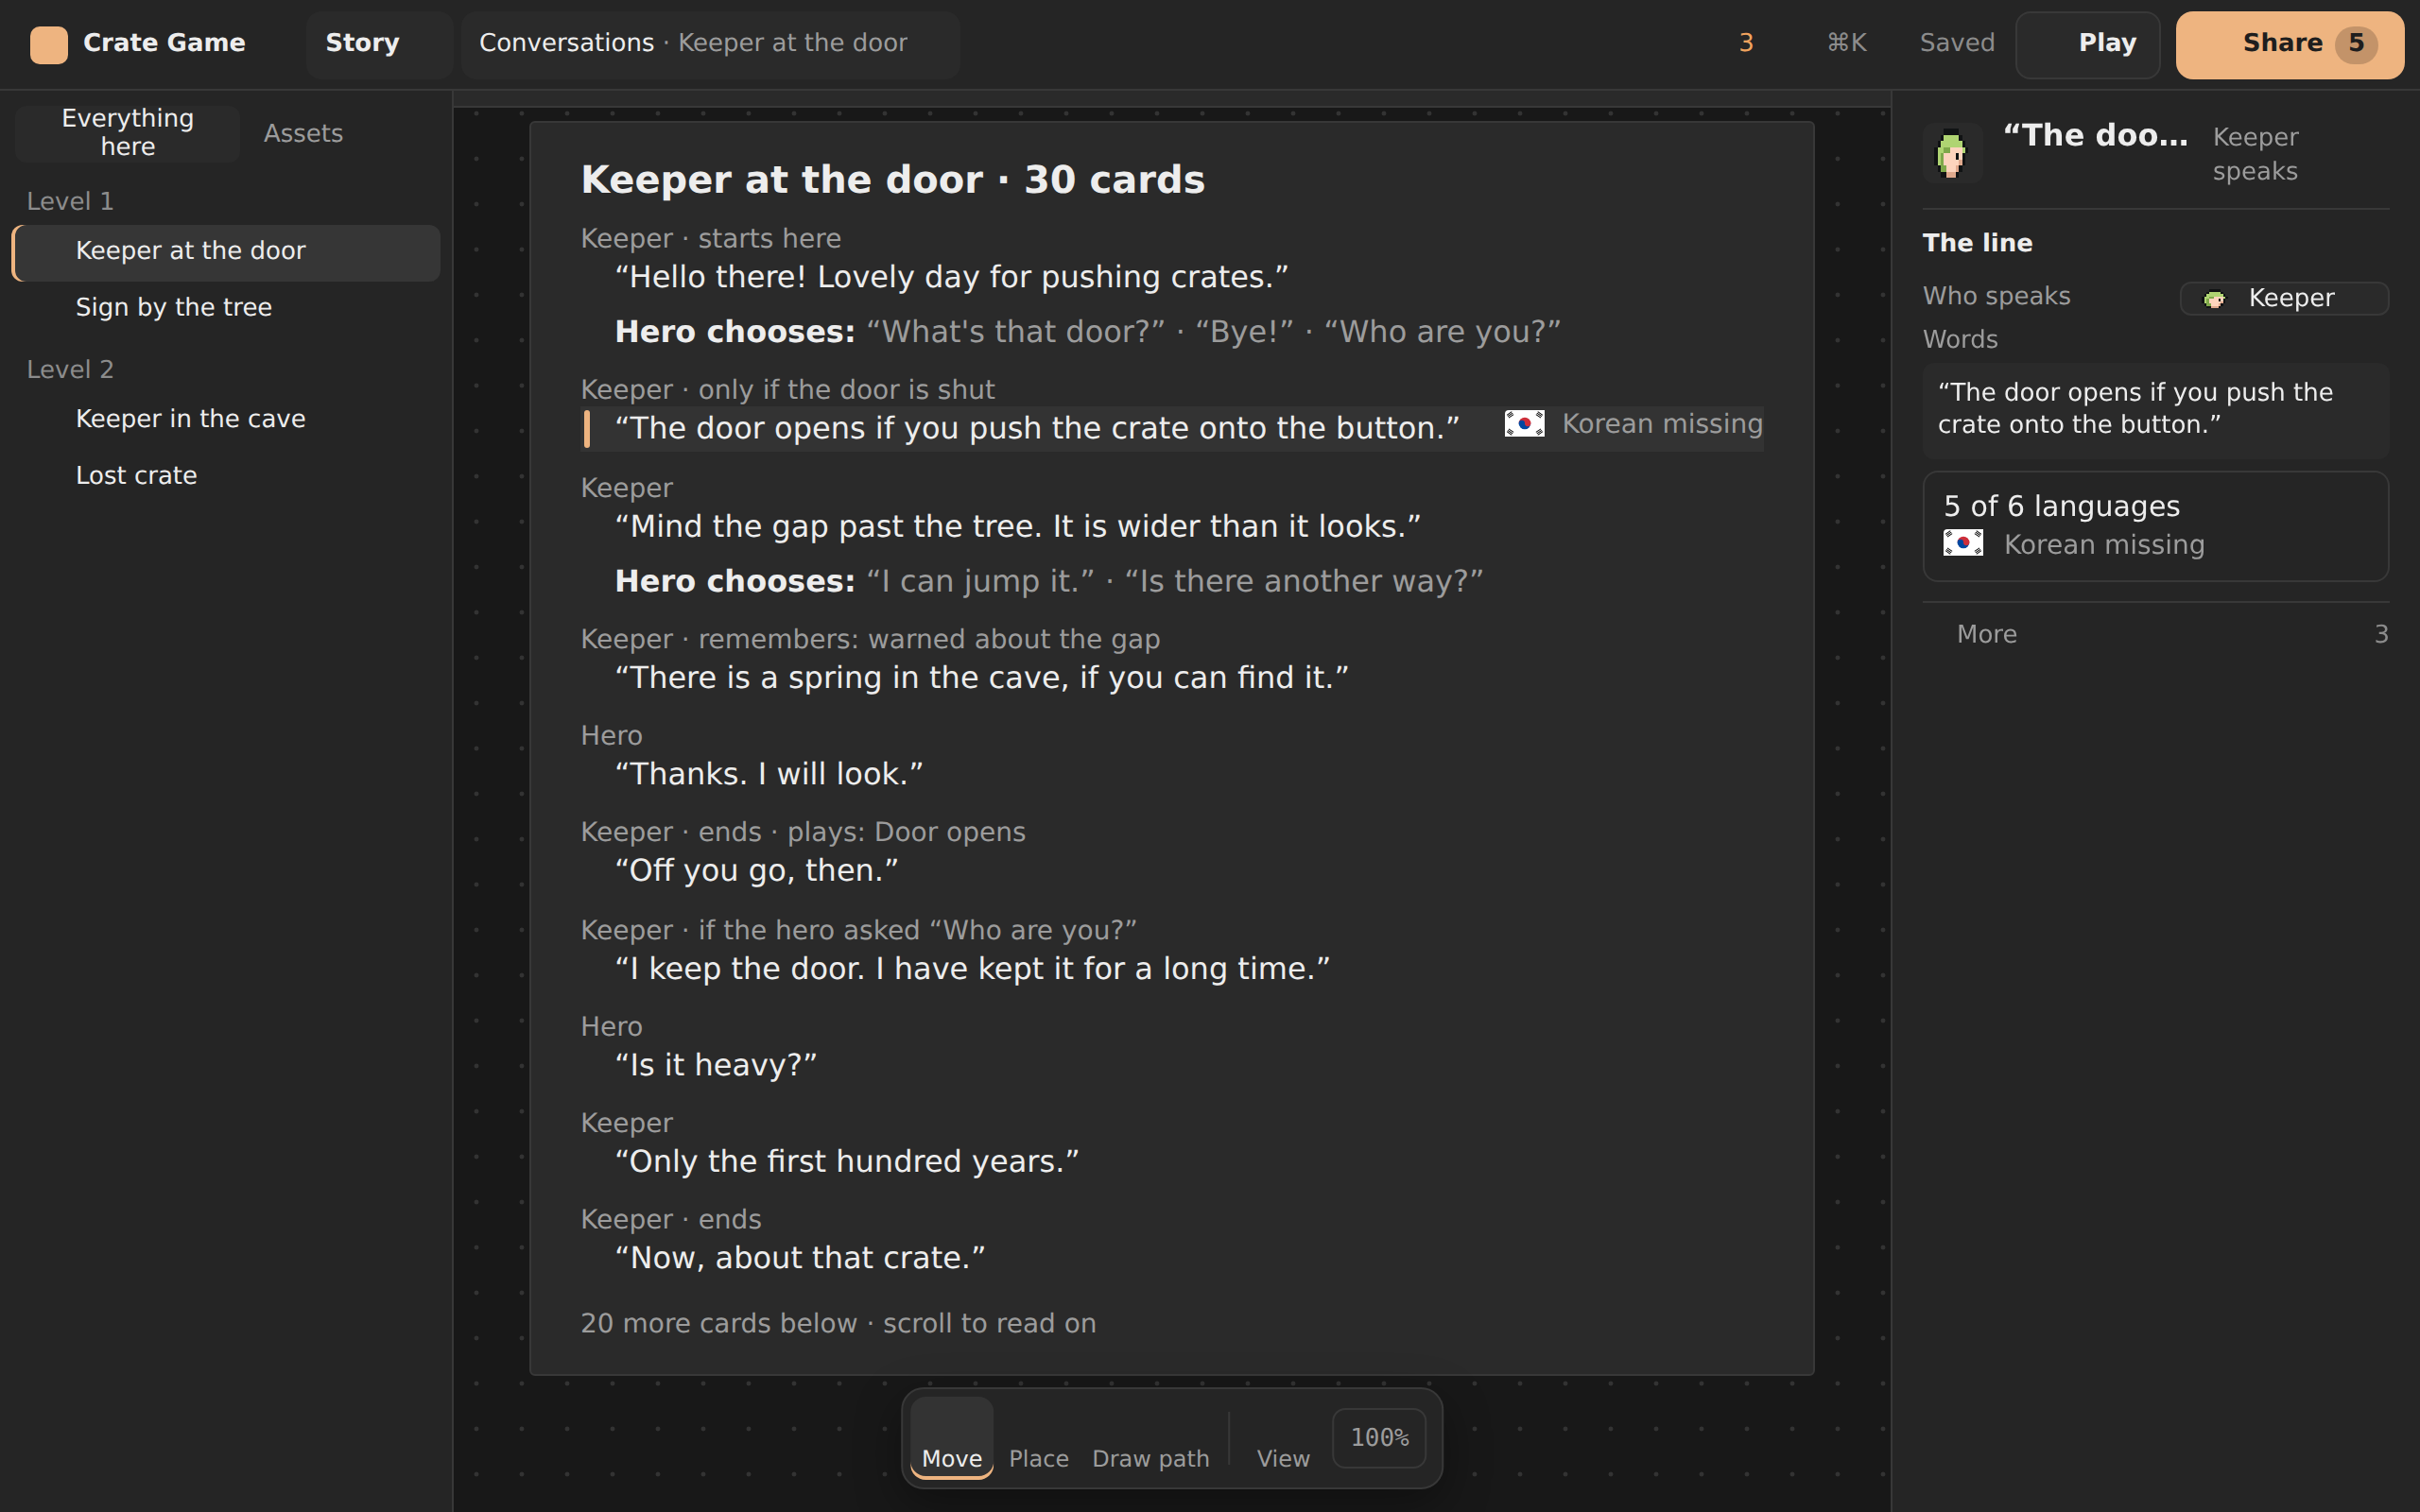 Crate Game
Story
Conversations · Keeper at the door
3
⌘K
Saved
Play
Share 5
Everything here
Assets
Level 1
Keeper at the door
Sign by the tree
Level 2
Keeper in the cave
Lost crate
Keeper at the door · 30 cards
Keeper · starts here
“Hello there! Lovely day for pushing crates.”
Hero chooses: “What's that door?” · “Bye!” · “Who are you?”
Keeper · only if the door is shut
“The door opens if you push the crate onto the button.”
Korean missing
Keeper
“Mind the gap past the tree. It is wider than it looks.”
Hero chooses: “I can jump it.” · “Is there another way?”
Keeper · remembers: warned about the gap
“There is a spring in the cave, if you can find it.”
Hero
“Thanks. I will look.”
Keeper · ends · plays: Door opens
“Off you go, then.”
Keeper · if the hero asked “Who are you?”
“I keep the door. I have kept it for a long time.”
Hero
“Is it heavy?”
Keeper
“Only the first hundred years.”
Keeper · ends
“Now, about that crate.”
20 more cards below · scroll to read on
Move
Place
Draw path
View
100%
“The doo…
Keeper
speaks
The line
Who speaks
Keeper
Words
“The door opens if you push the
crate onto the button.”
5 of 6 languages
Korean missing
More
3